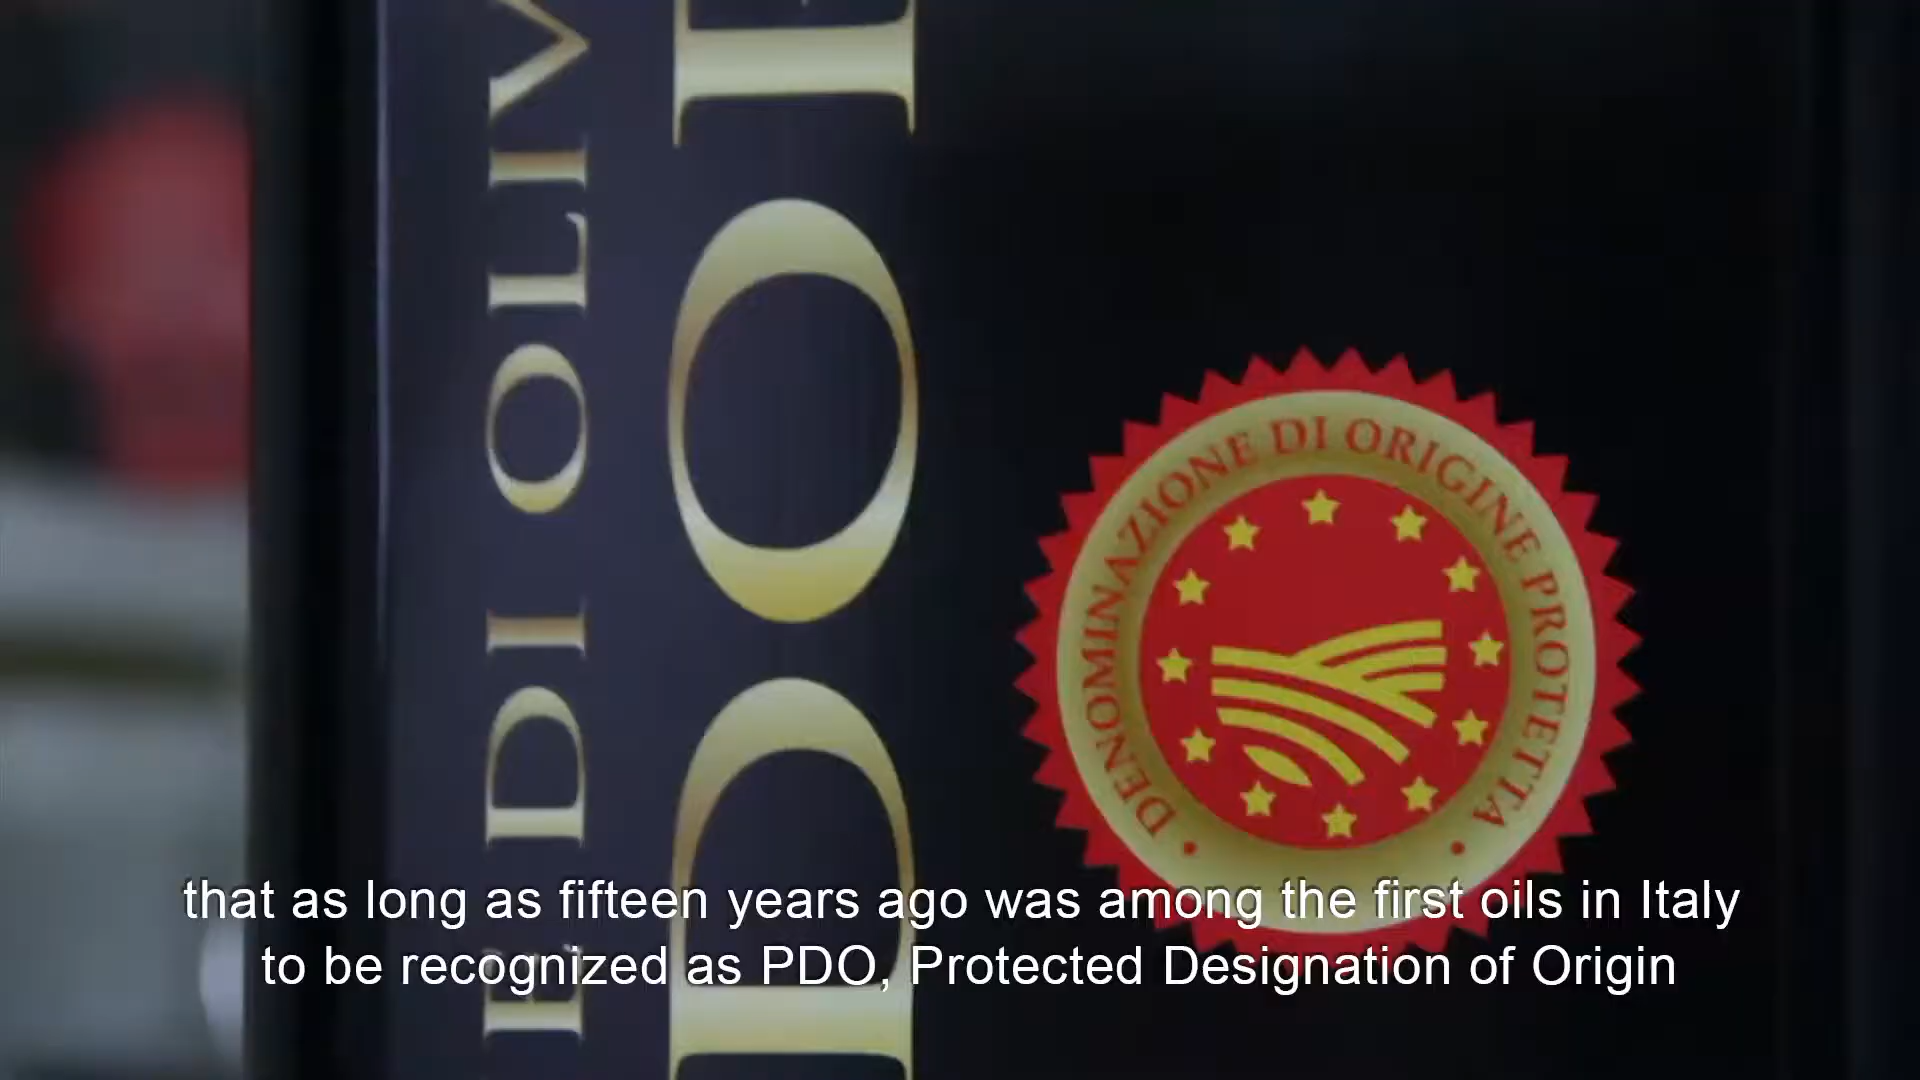 E DI OLIV
DOP
DENOMINAZIONE DI ORIGINE PROTETTA
that as long as fifteen years ago was among the first oils in Italy
to be recognized as PDO, Protected Designation of Origin